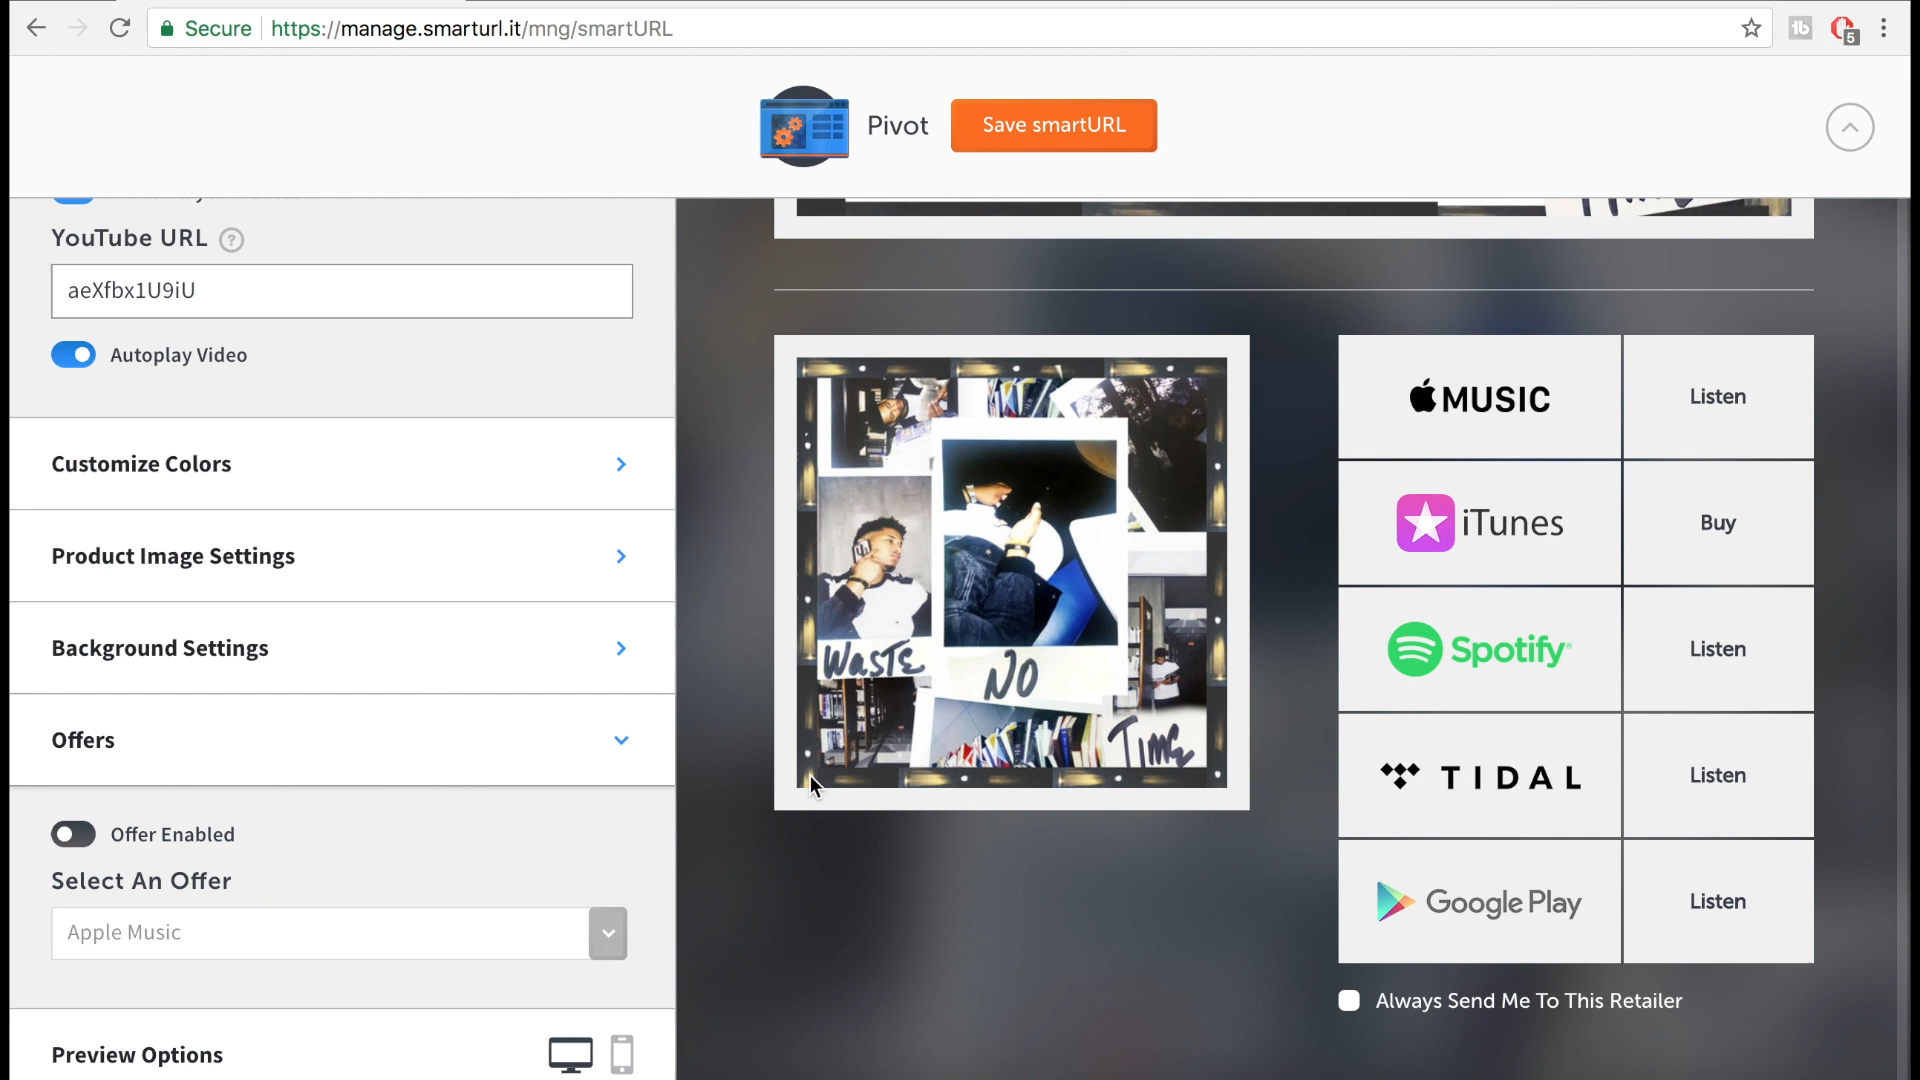 Secure https://manage.smarturl.it/mng/smartURL
5
Pivot Save smartURL
YouTube URL ?
aeXfbx1U9iU
Autoplay Video
Customize Colors
Product Image Settings
Background Settings
Offers
Offer Enabled
Select An Offer
Apple Music
Preview Options
WASTE
NO
TIME
MUSIC Listen
iTunes Buy
Spotify Listen
TIDAL Listen
Google Play Listen
Always Send Me To This Retailer